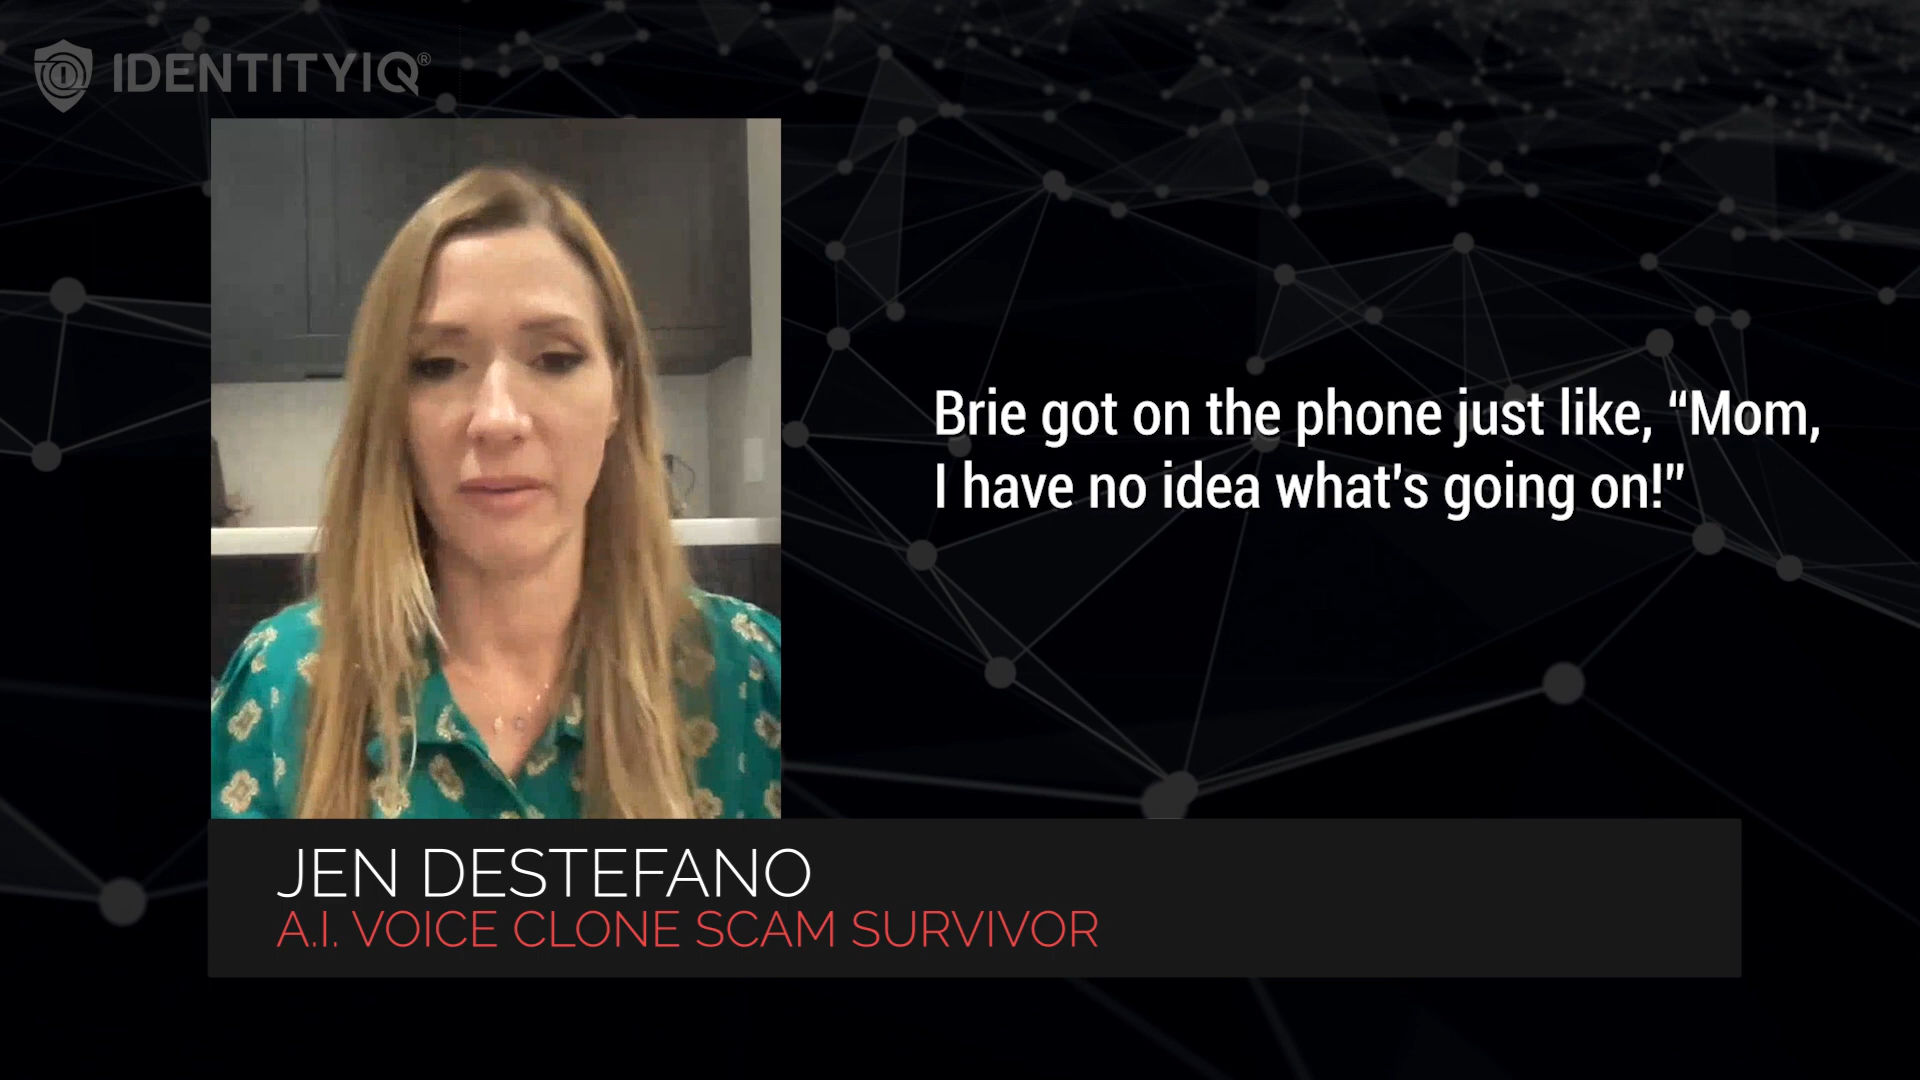 IDENTITYIQ®
Brie got on the phone just like, “Mom,
I have no idea what's going on!”
JEN DESTEFANO
A.I. VOICE CLONE SCAM SURVIVOR